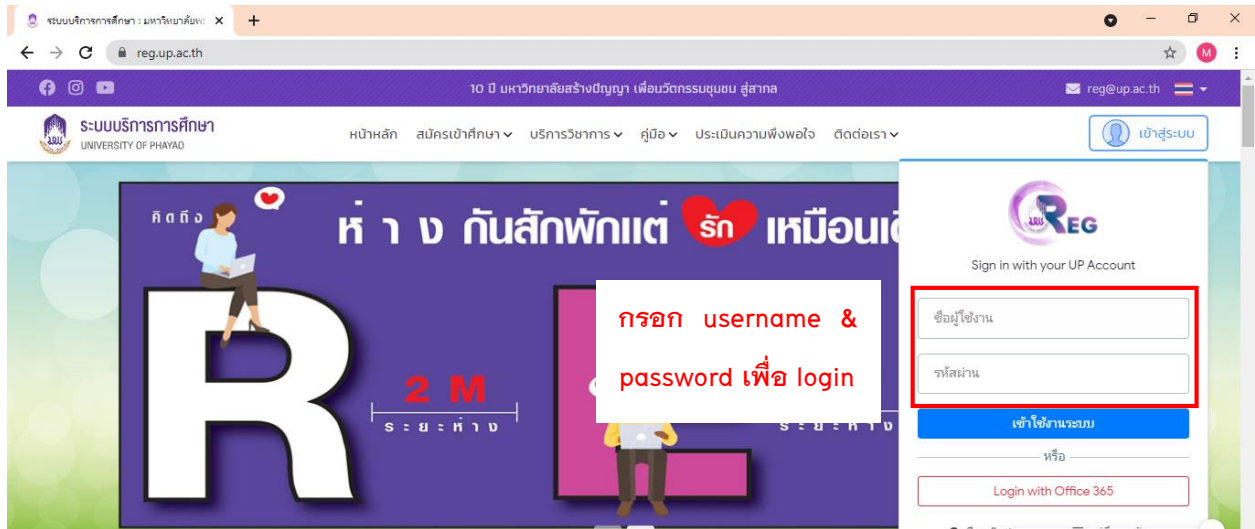 ระบบบริการการศึกษา : มหาวิทยาลัยพะ
reg.up.ac.th
M
10 ปี มหาวิทยาลัยสร้างปัญญา เพื่อนวัตกรรมชุมชน สู่สากล
reg@up.ac.th
ระบบบริการการศึกษา
UNIVERSITY OF PHAYAO
หน้าหลัก สมัครเข้าศึกษา บริการวิชาการ คู่มือ ประเมินความพึงพอใจ ติดต่อเรา
เข้าสู่ระบบ
คิดถึง
ห่างกันสักพักแต่ รัก เหมือนเดิ
R
2 M
ระยะห่าง
ระยะห่าง
กรอก username &
password เพื่อ login
REG
Sign in with your UP Account
ชื่อผู้ใช้งาน
รหัสผ่าน
เข้าใช้งานระบบ
หรือ
Login with Office 365